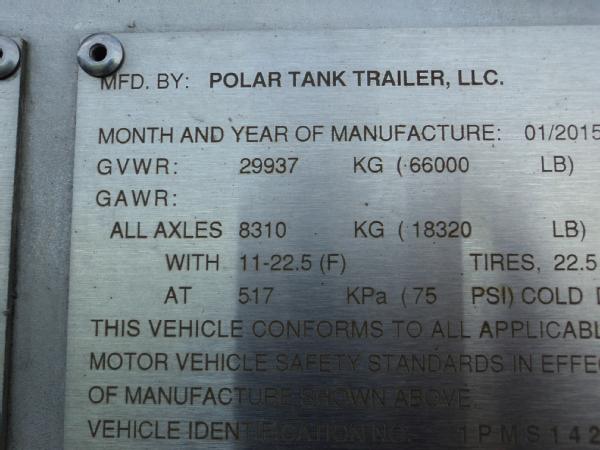 MFD. BY: POLAR TANK TRAILER, LLC.
MONTH AND YEAR OF MANUFACTURE: 01/2015
GVWR: 29937 KG ( 66000 LB)
GAWR:
ALL AXLES 8310 KG ( 18320 LB)
WITH 11-22.5 (F) TIRES, 22.5
AT 517 KPa ( 75 PSI) COLD
THIS VEHICLE CONFORMS TO ALL APPLICABL
MOTOR VEHICLE SAFETY STANDARDS IN EFFE
OF MANUFACTURE SHOWN ABOVE.
VEHICLE IDENTIFICATION NO. 1PMS142